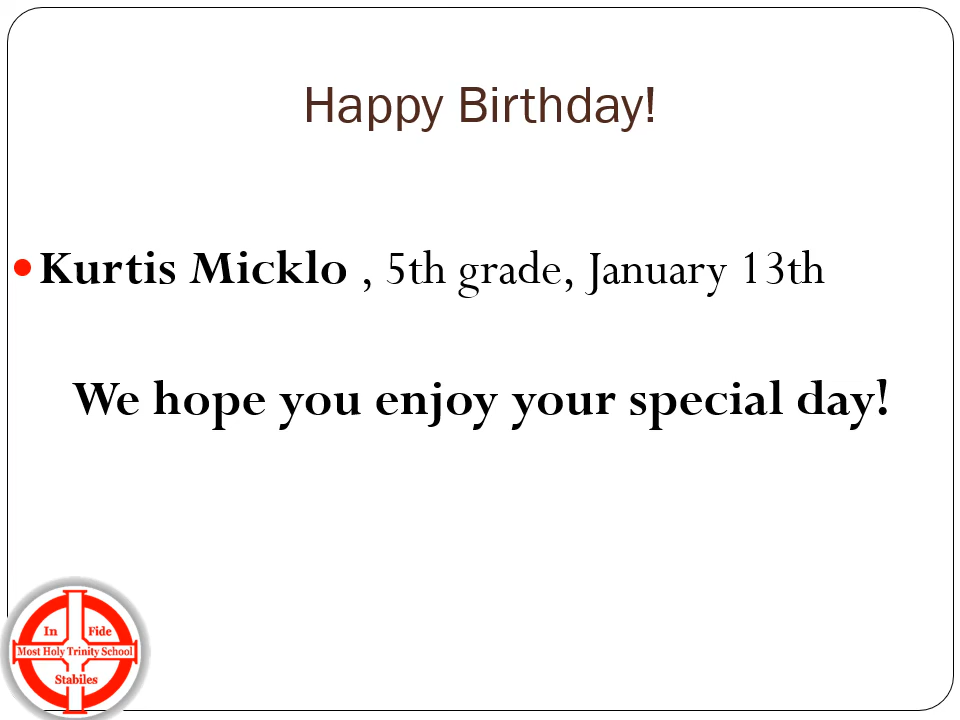 Happy Birthday!
• Kurtis Micklo , 5th grade, January 13th
We hope you enjoy your special day!
In Fide
Most Holy Trinity School
Stabiles